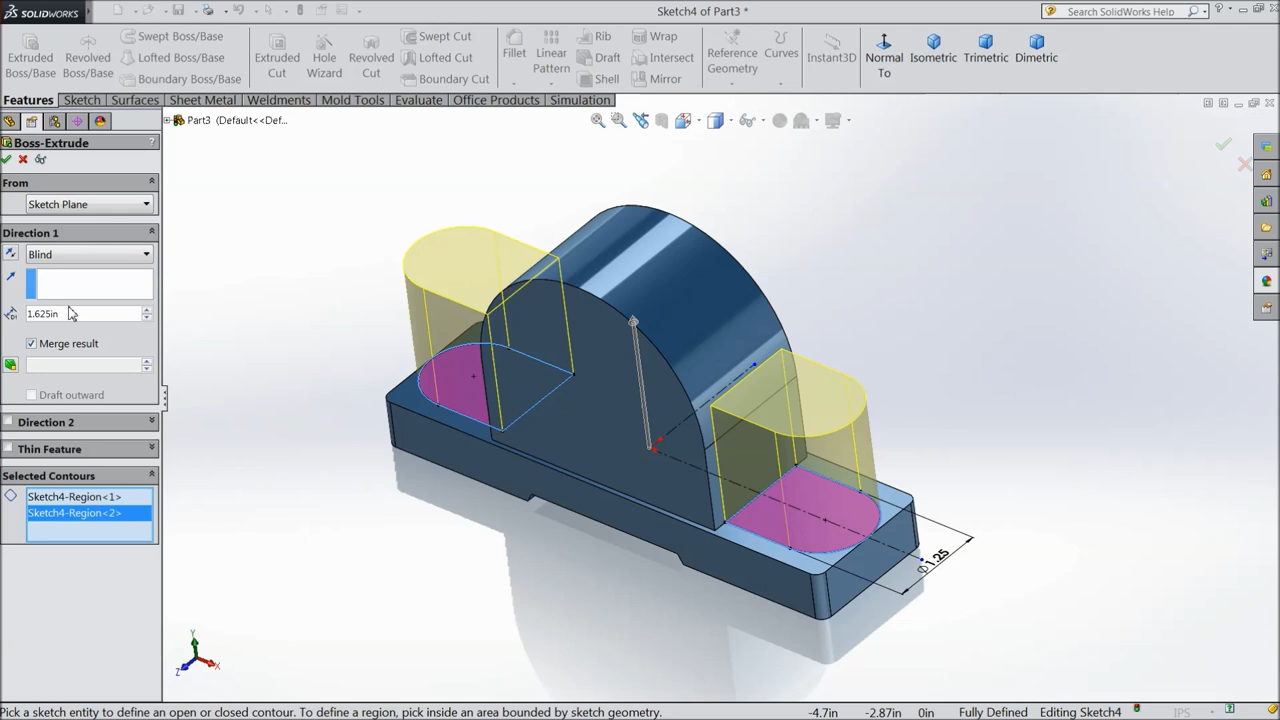 SOLIDWORKS
Sketch4 of Part3 *
Search SolidWorks Help
Extruded Boss/Base
Revolved Boss/Base
Swept Boss/Base
Lofted Boss/Base
Boundary Boss/Base
Extruded Cut
Hole Wizard
Revolved Cut
Swept Cut
Lofted Cut
Boundary Cut
Fillet
Linear Pattern
Rib
Draft
Shell
Wrap
Intersect
Mirror
Reference Geometry
Curves
Instant3D
Normal To
Isometric
Trimetric
Dimetric
Features Sketch Surfaces Sheet Metal Weldments Mold Tools Evaluate Office Products Simulation
Part3 (Default<<Def...
Boss-Extrude
?
From
Sketch Plane
Direction 1
Blind
1.625in
Merge result
Draft outward
Direction 2
Thin Feature
Selected Contours
Sketch4-Region<1>
Sketch4-Region<2>
∅1.25
Y
X
Z
Pick a sketch entity to define an open or closed contour. To define a region, pick inside an area bounded by sketch geometry. -4.7in -2.87in 0in Fully Defined Editing Sketch4 IPS